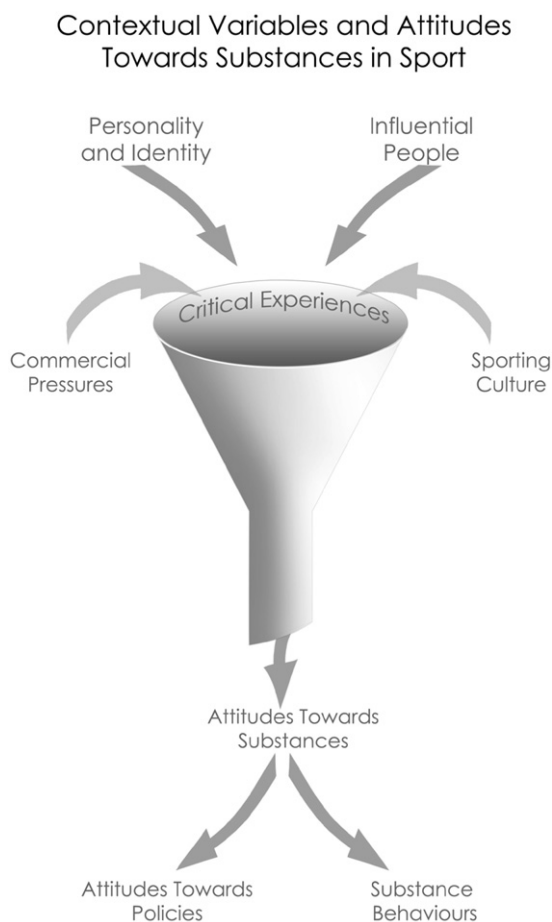 Contextual Variables and Attitudes
Towards Substances in Sport
Personality
and Identity
Influential
People
Critical Experiences
Commercial
Pressures
Sporting
Culture
Attitudes Towards
Substances
Attitudes Towards
Policies
Substance
Behaviours